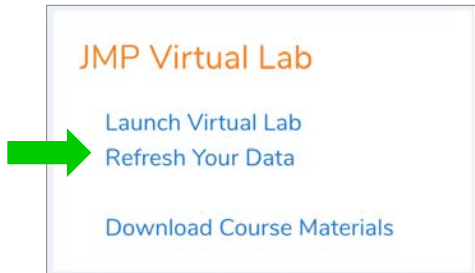 JMP Virtual Lab
Launch Virtual Lab
Refresh Your Data
Download Course Materials